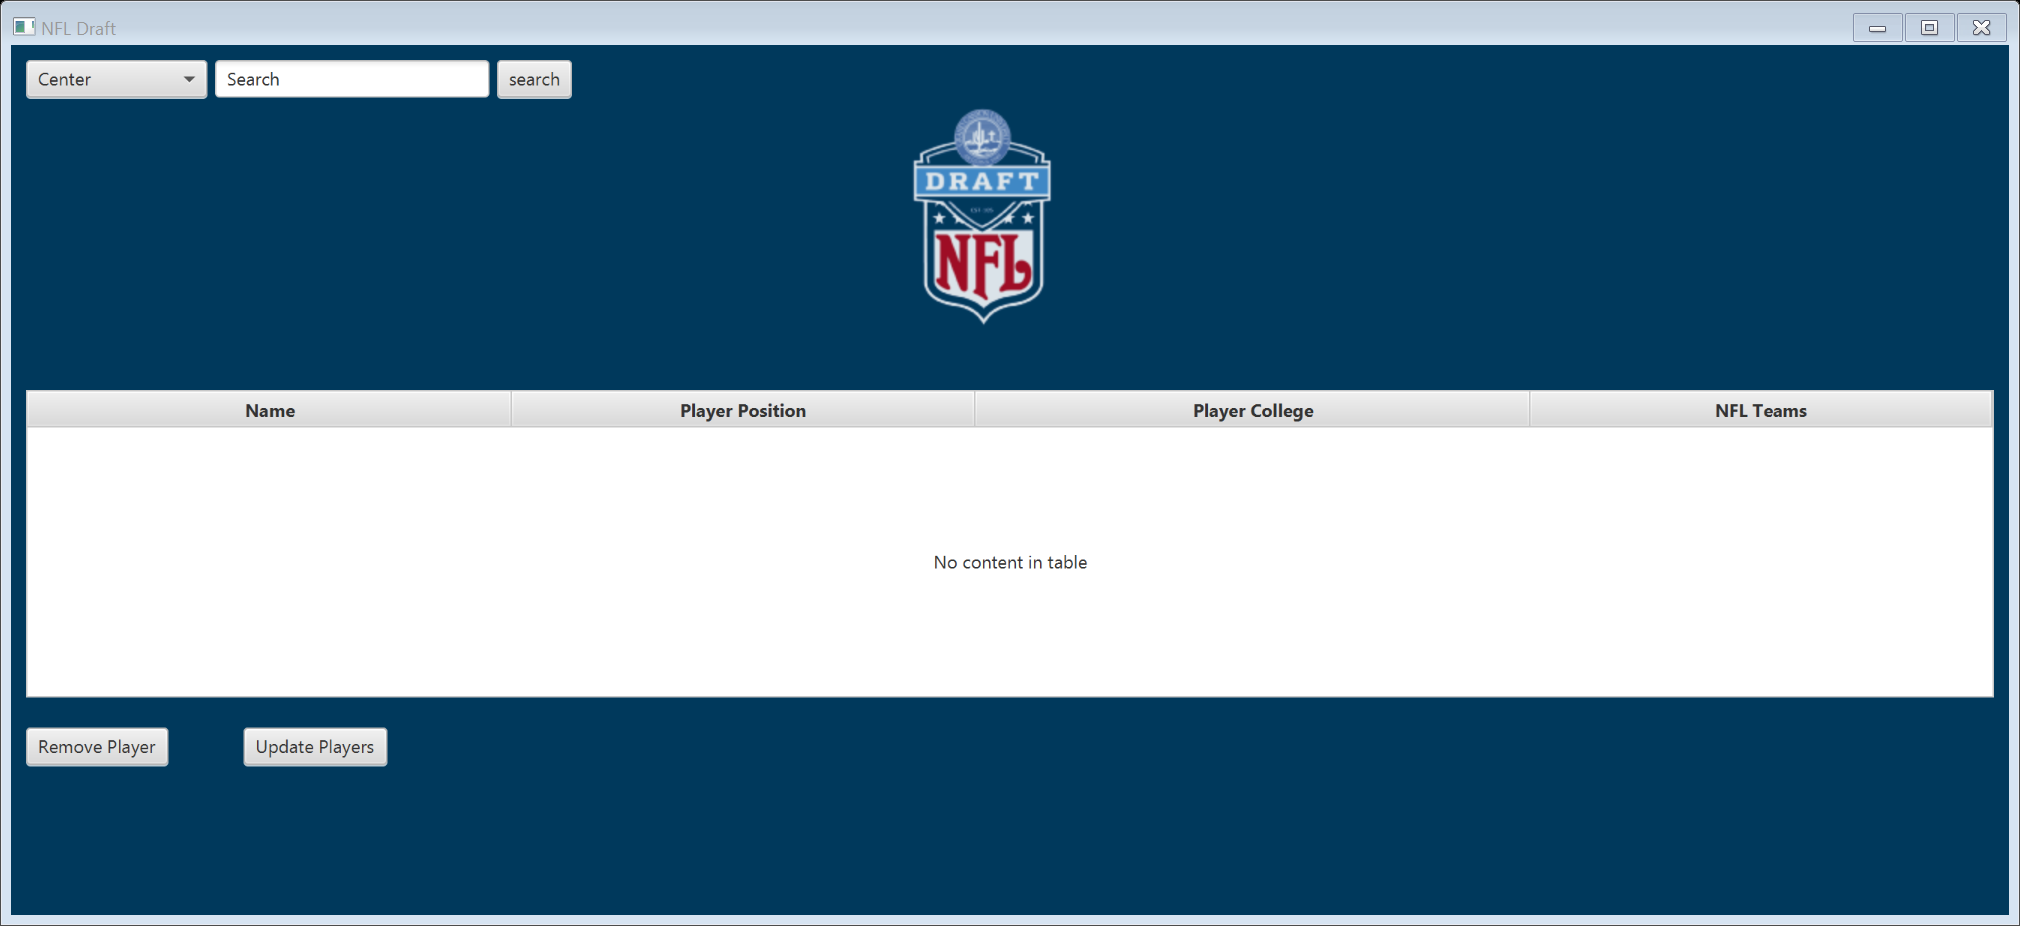 NFL Draft
Center
Search
search
DRAFT
NFL
Name Player Position Player College NFL Teams
No content in table
Remove Player Update Players